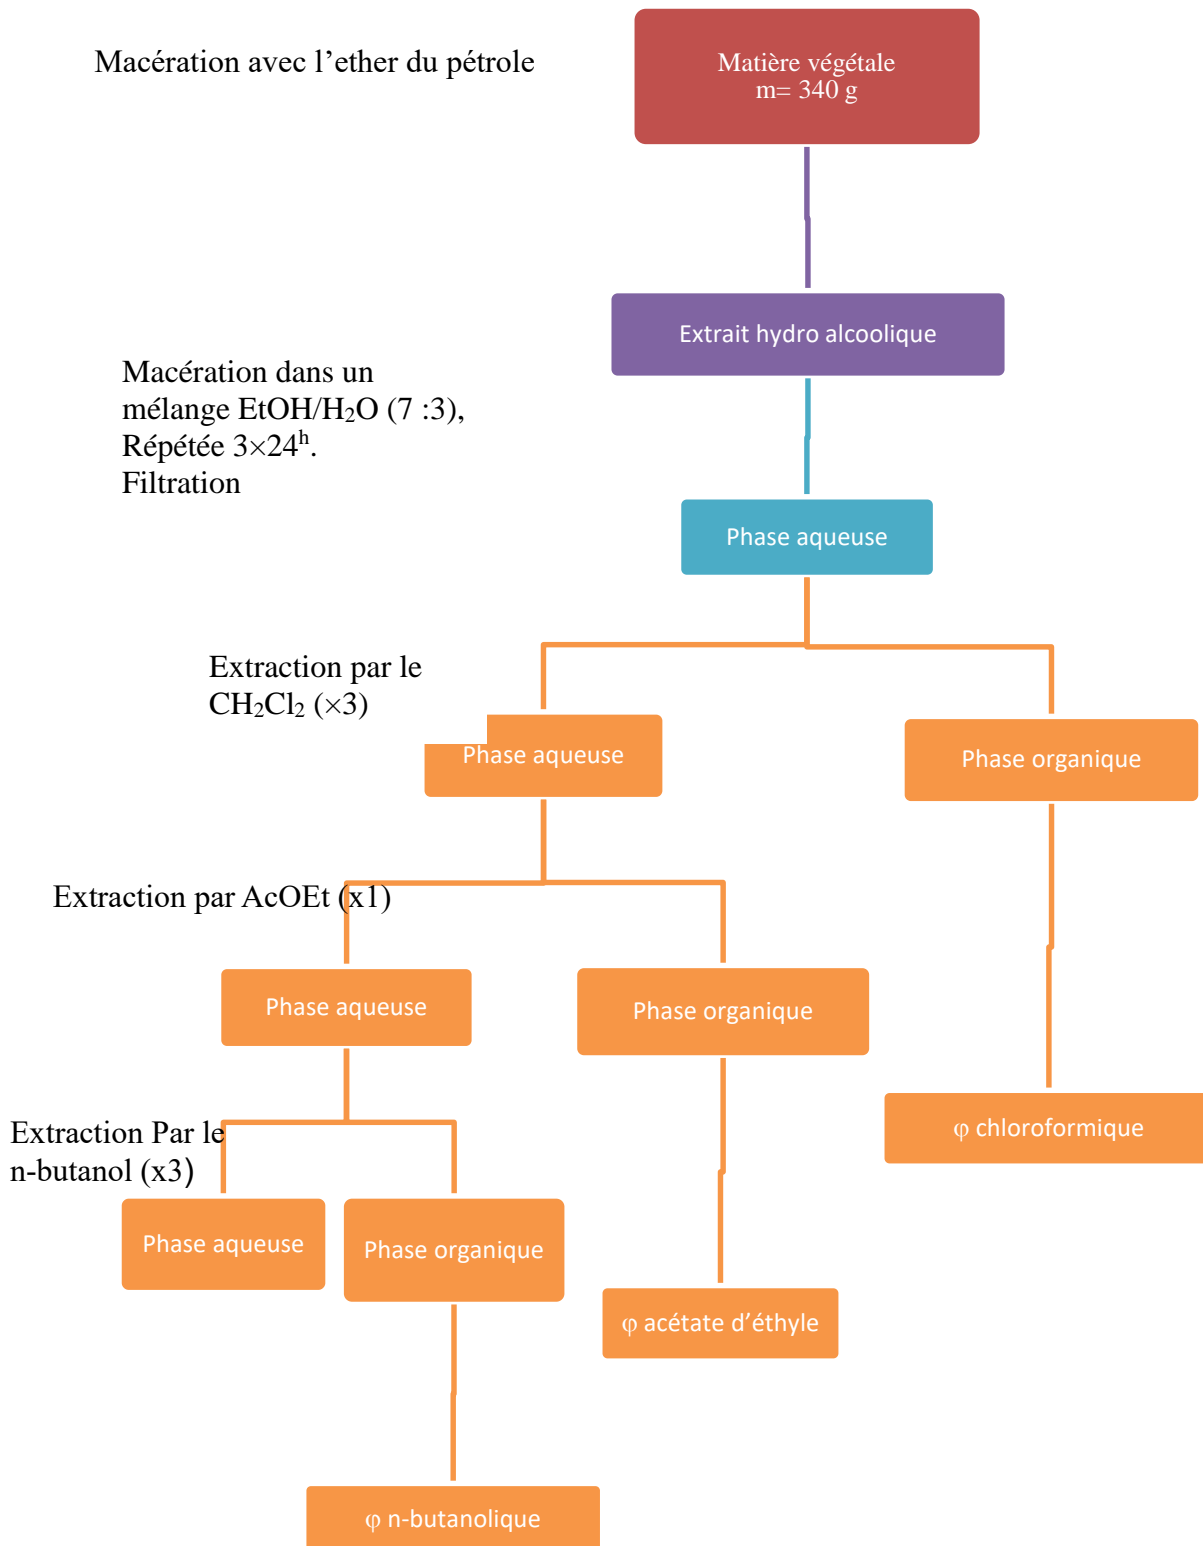 Macération avec l’ether du pétrole
Matière végétale
m= 340 g
Extrait hydro alcoolique
Macération dans un
mélange EtOH/H₂O (7 :3),
Répétée 3×24ʰ.
Filtration
Phase aqueuse
Extraction par le
CH₂Cl₂ (×3)
Phase aqueuse
Phase organique
Extraction par AcOEt (x1)
Phase aqueuse
Phase organique
φ chloroformique
Extraction Par le
n-butanol (x3)
Phase aqueuse
Phase organique
φ acétate d’éthyle
φ n-butanolique